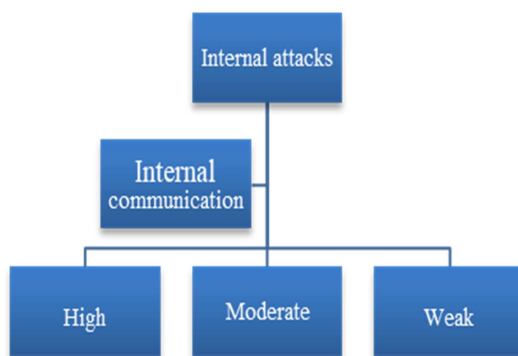 Internal attacks
Internal
communication
High
Moderate
Weak